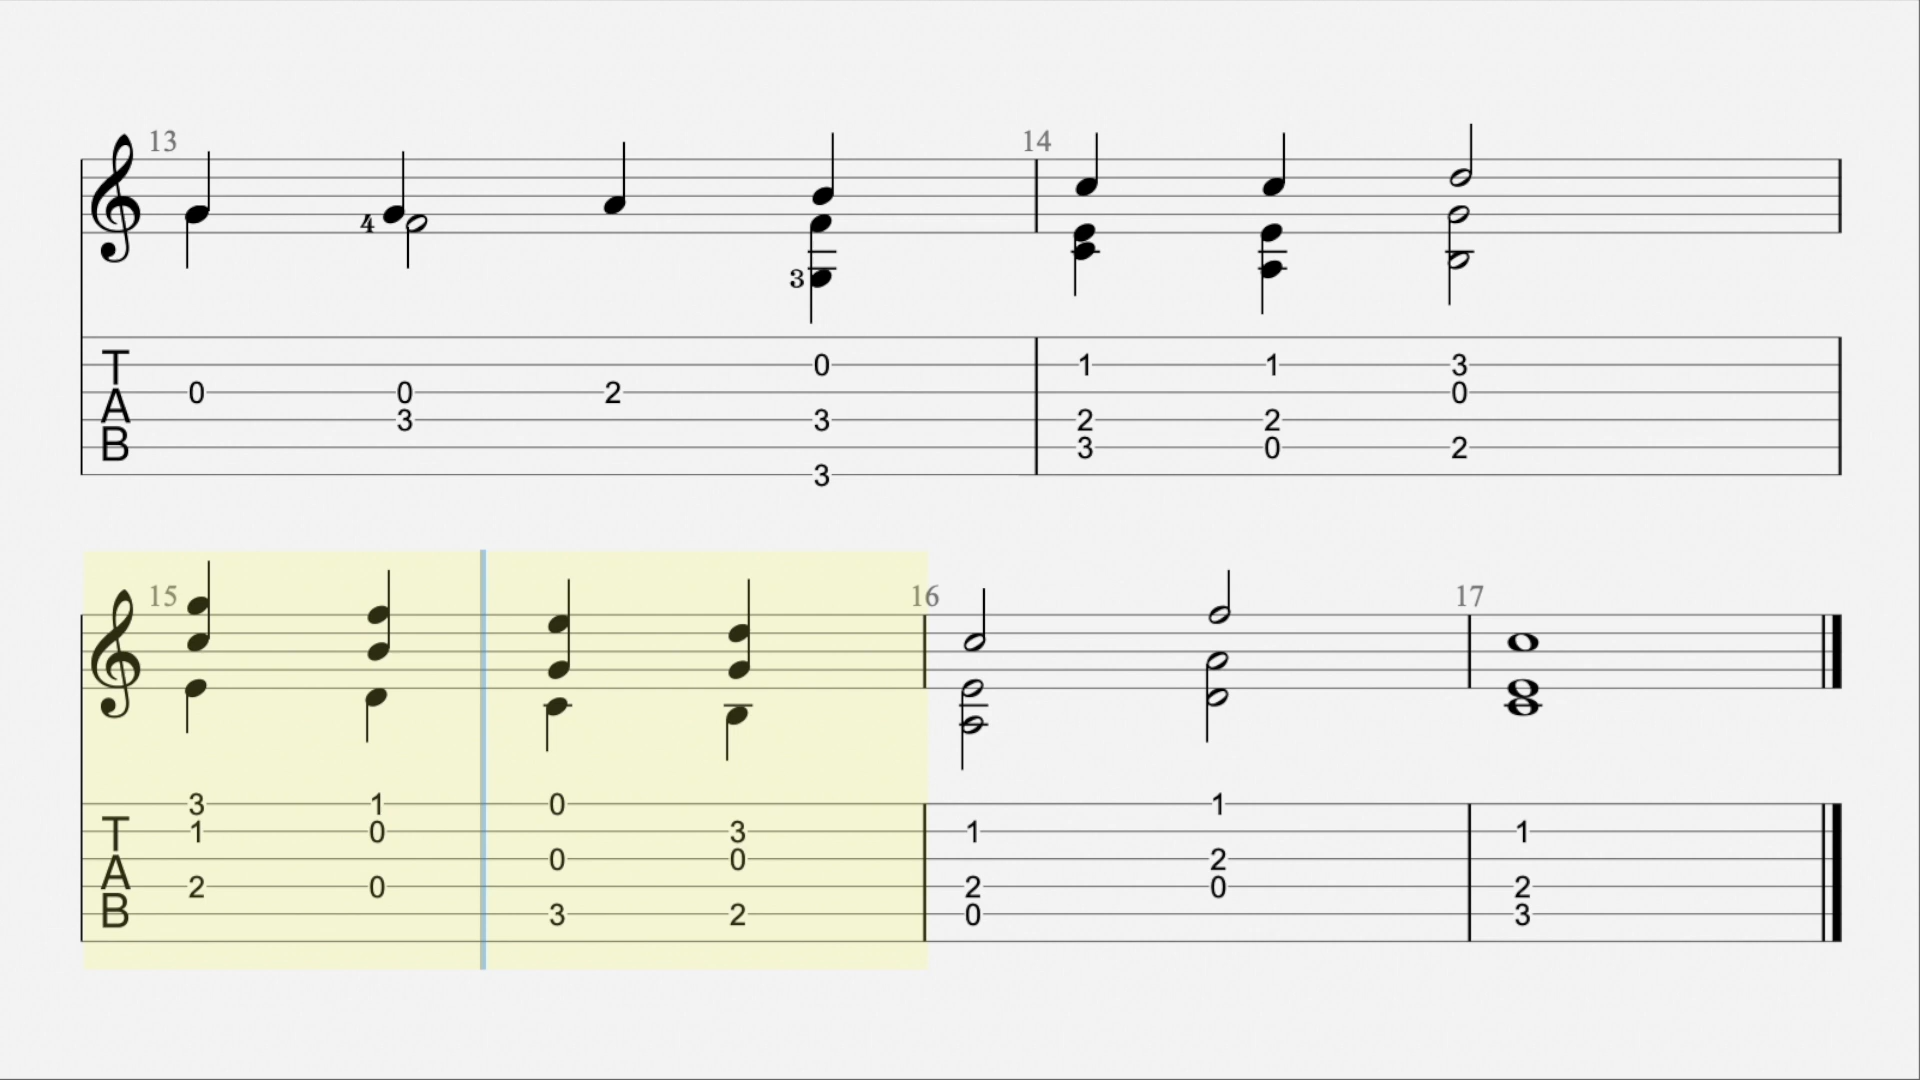 13 14
4
3
T
A
B
0
1 1 3
0 0 2 0
3 3 2 2
3 0 2
3
15 16 17
T
A
B
3 1 0 1
1 0 3 1 1
0 0 2
2 0 2 0 2
3 2 0 3